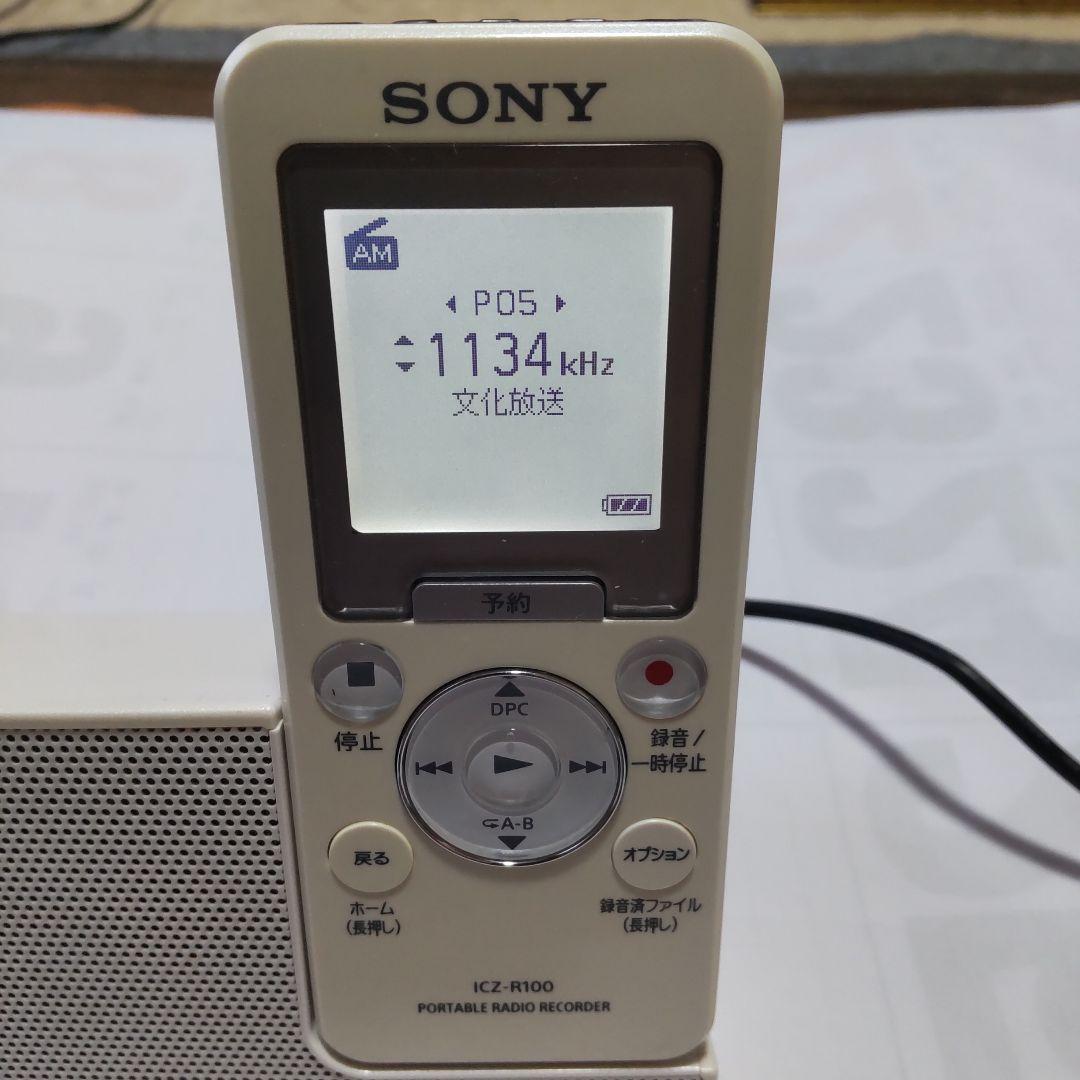 SONY
AM
P05
1134 kHz
文化放送
予約
停止
DPC
録音/
一時停止
A-B
戻る
オプション
ホーム
(長押し)
録音済ファイル
(長押し)
ICZ-R100
PORTABLE RADIO RECORDER